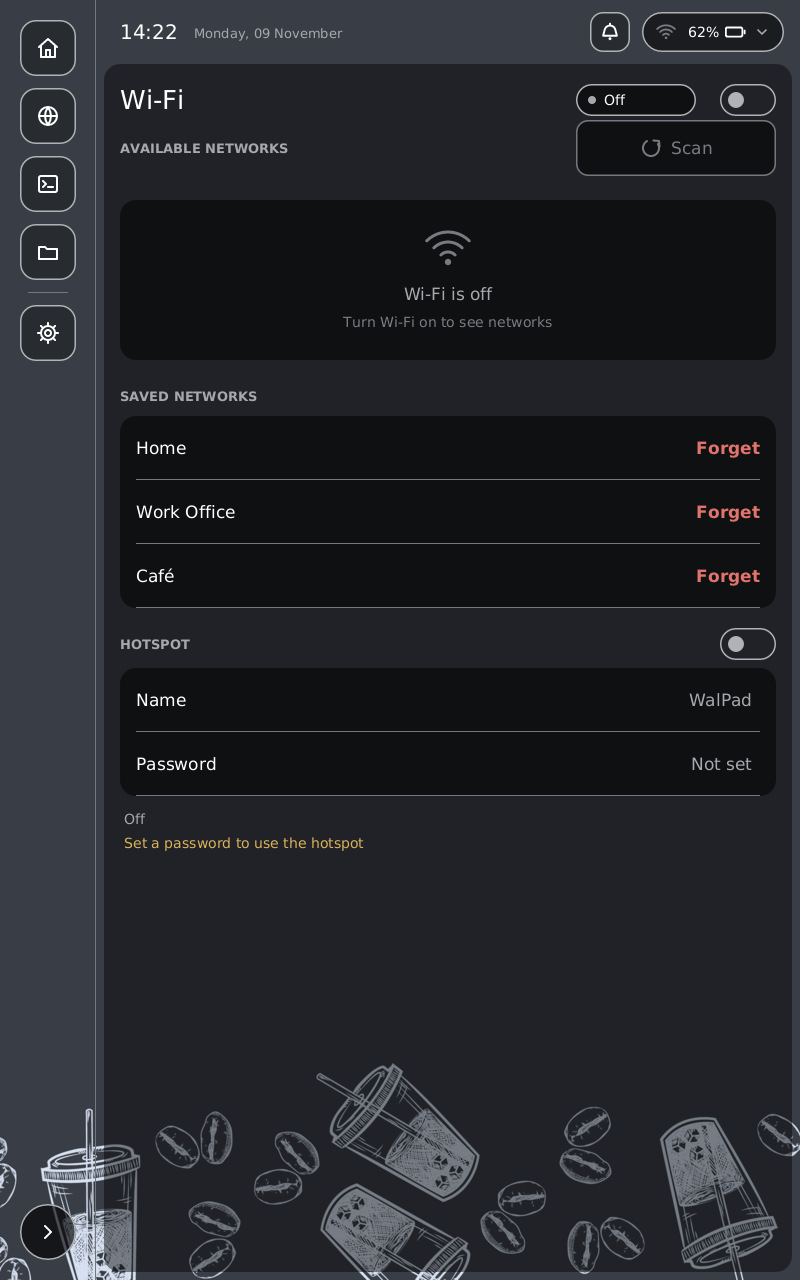 14:22 Monday, 09 November 62%
Wi-Fi Off
AVAILABLE NETWORKS Scan
Wi-Fi is off
Turn Wi-Fi on to see networks
SAVED NETWORKS
Home Forget
Work Office Forget
Café Forget
HOTSPOT
Name WalPad
Password Not set
Off
Set a password to use the hotspot